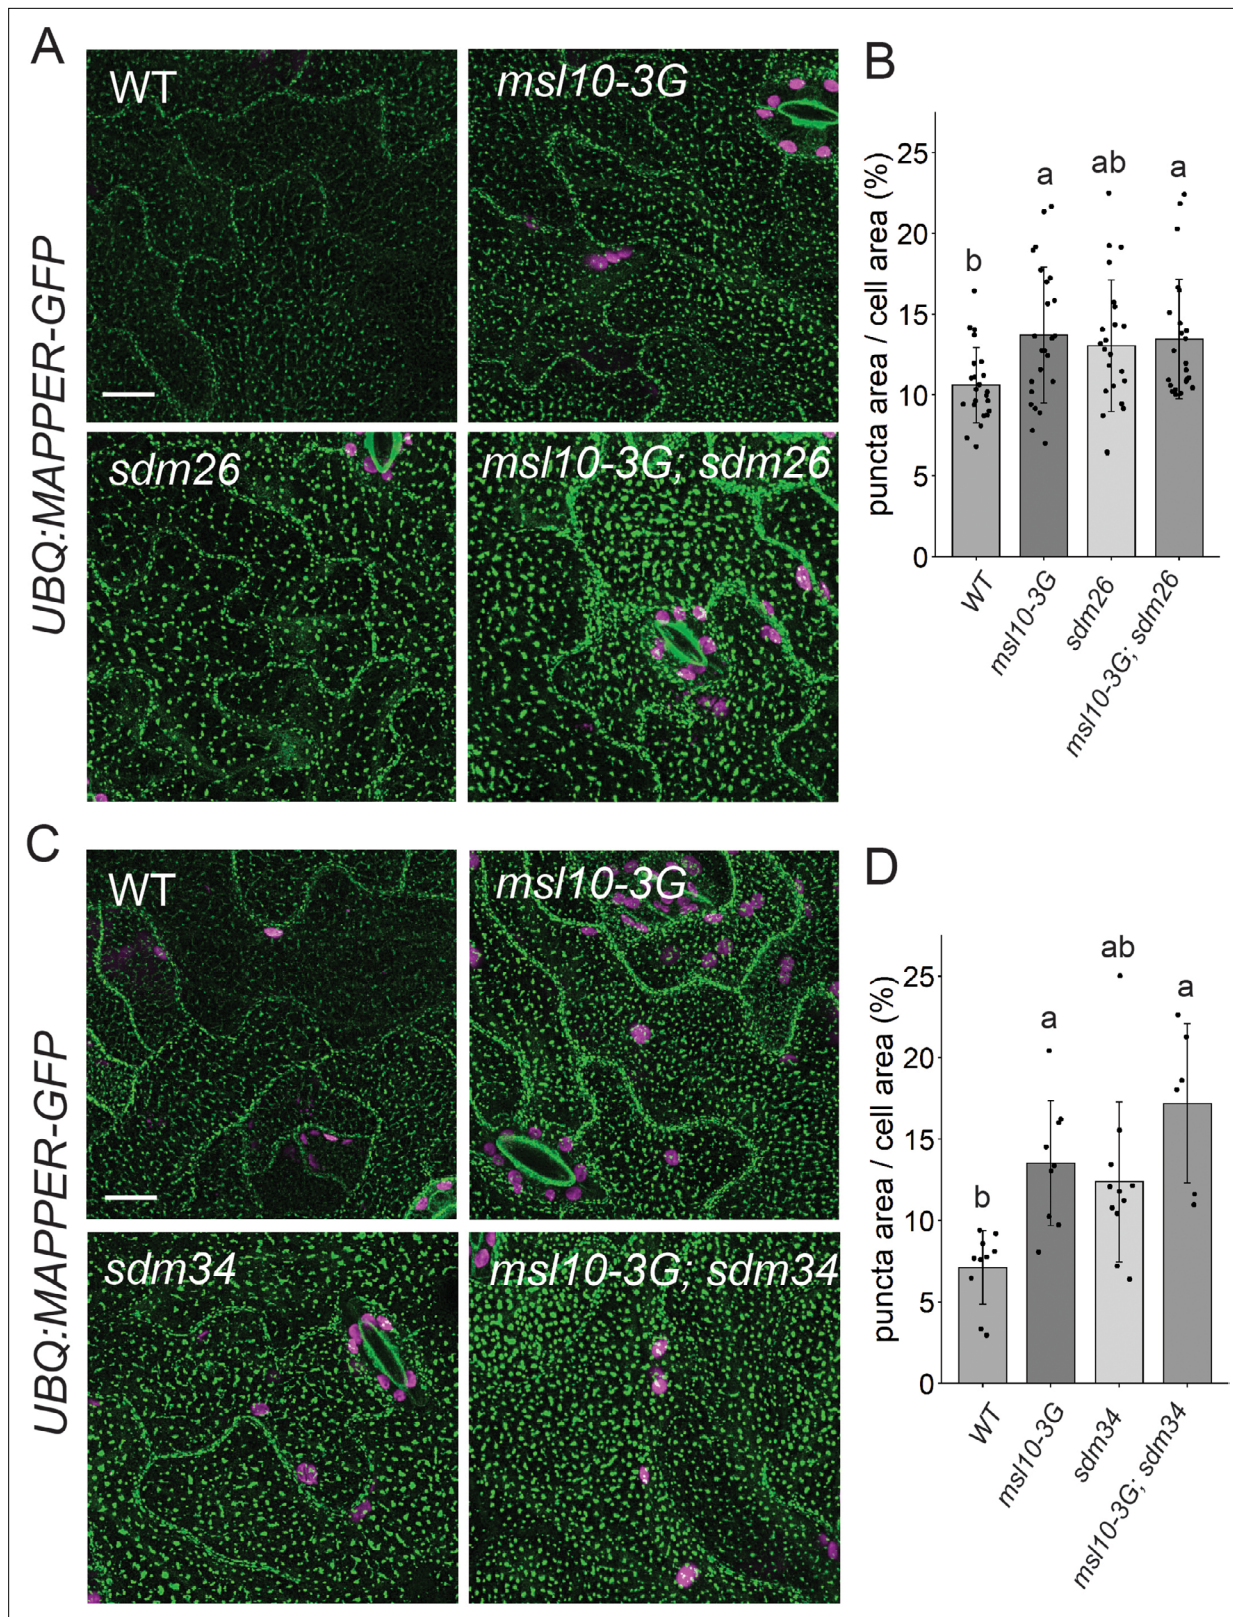 A
UBQ:MAPPER-GFP
WT
msl10-3G
sdm26
msl10-3G; sdm26
B
puncta area / cell area (%)
25
20
15
10
5
0
b
a
ab
a
WT
msl10-3G
sdm26
msl10-3G; sdm26
C
UBQ:MAPPER-GFP
WT
msl10-3G
sdm34
msl10-3G; sdm34
D
puncta area / cell area (%)
25
20
15
10
5
0
b
a
ab
a
WT
msl10-3G
sdm34
msl10-3G; sdm34